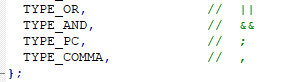 TYPE_OR, // ||
TYPE_AND, // &&
TYPE_PC, // ;
TYPE_COMMA, // ,
};